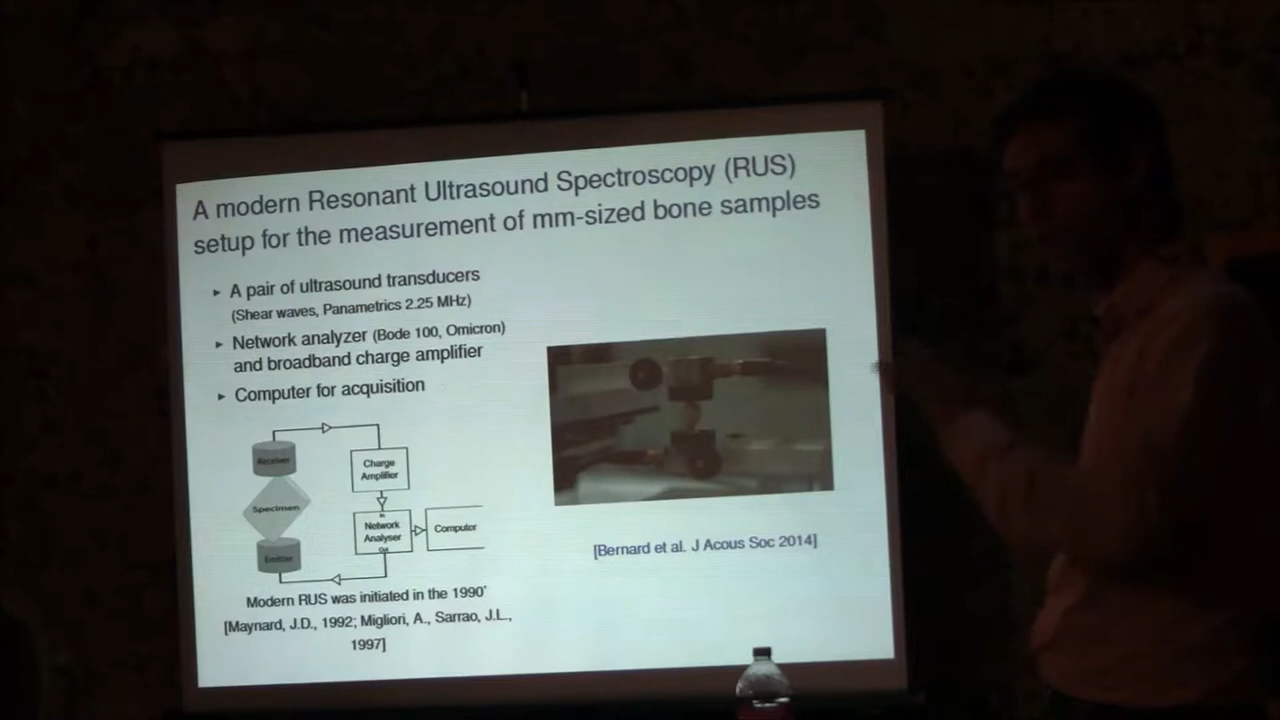 A modern Resonant Ultrasound Spectroscopy (RUS)
setup for the measurement of mm-sized bone samples
▸ A pair of ultrasound transducers
(Shear waves, Panametrics 2.25 MHz)
▸ Network analyzer (Bode 100, Omicron)
and broadband charge amplifier
▸ Computer for acquisition
Receiver
Charge
Amplifier
Specimen
In
Network
Analyser
Out
Computer
Emitter
[Bernard et al. J Acous Soc 2014]
Modern RUS was initiated in the 1990'
[Maynard, J.D., 1992; Migliori, A., Sarrao, J.L.,
1997]